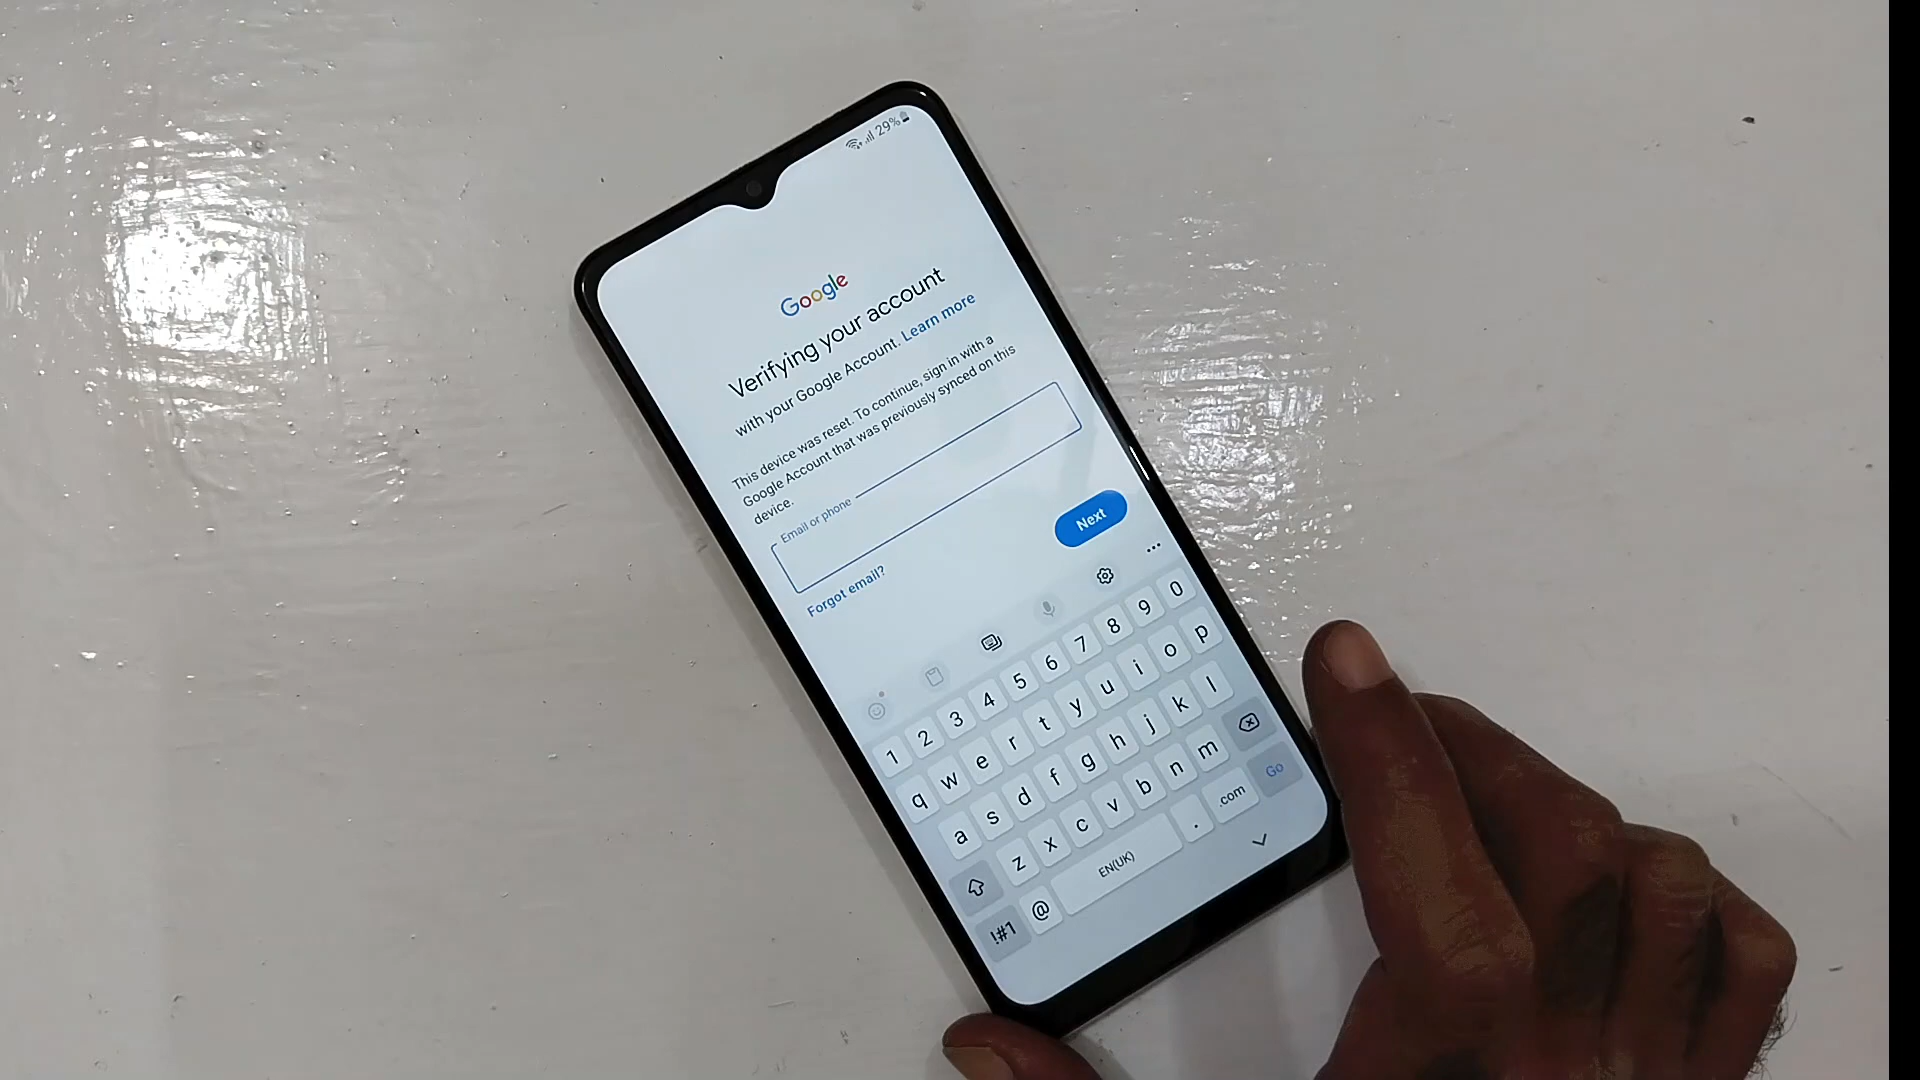 29%
Google
Verifying your account
with your Google Account. Learn more
This device was reset. To continue, sign in with a
Google Account that was previously synced on this
device.
Email or phone
Forgot email?
Next
1 2 3 4 5 6 7 8 9 0
q w e r t y u i o p
a s d f g h j k l
z x c v b n m
!#1 @ EN(UK) . .com Go